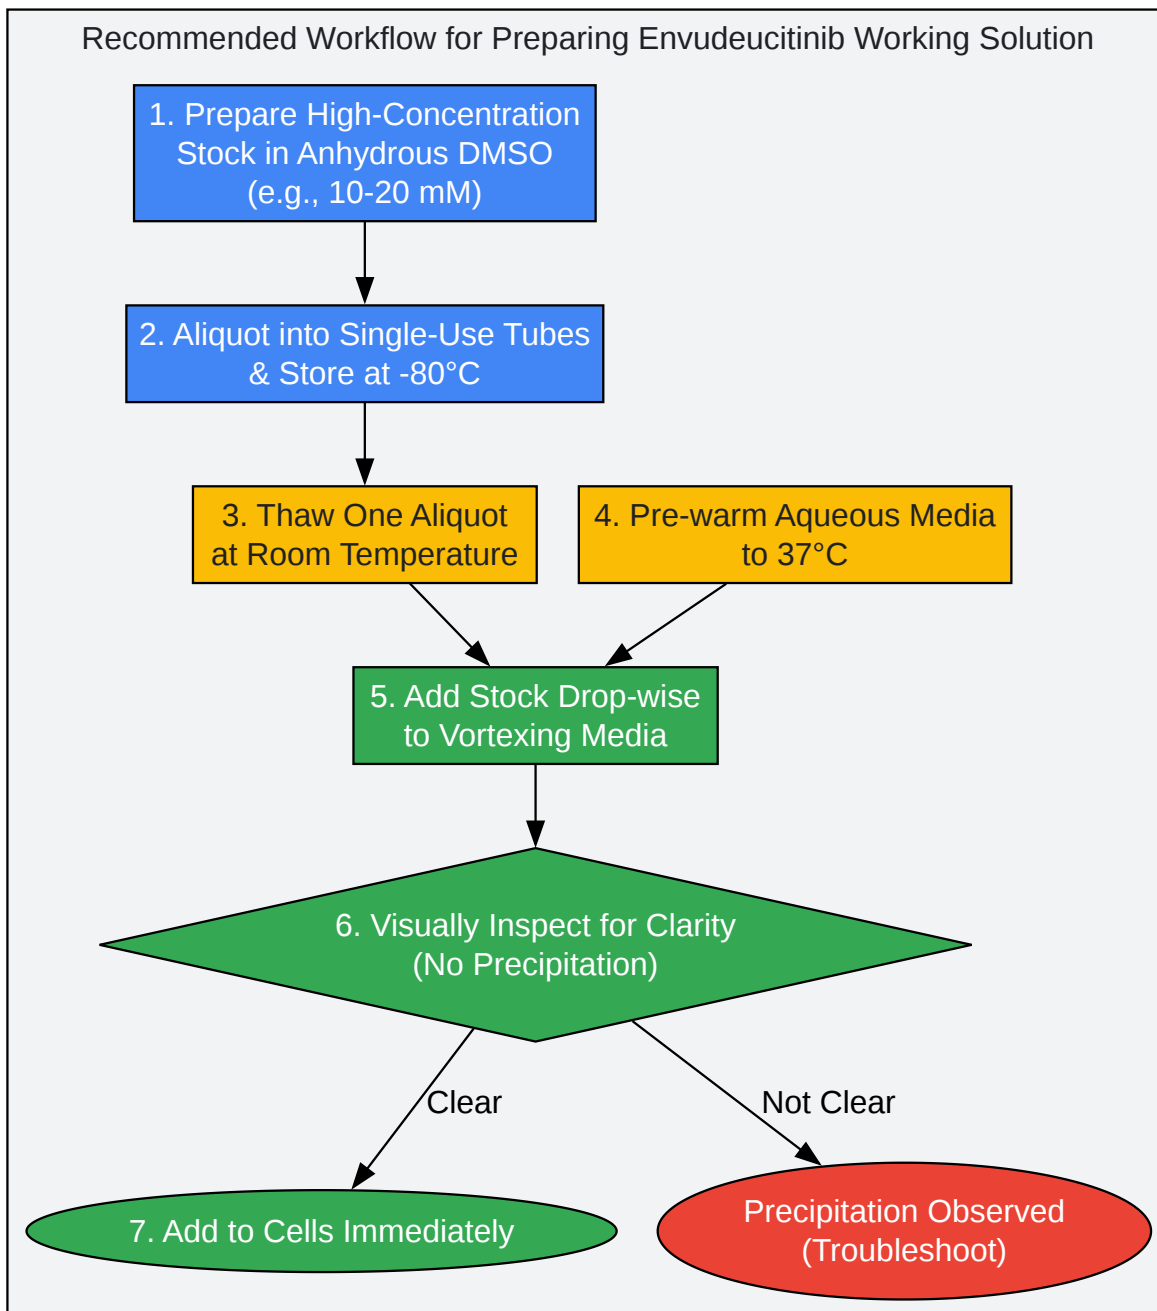 Recommended Workflow for Preparing Envudeucitinib Working Solution
1. Prepare High-Concentration
Stock in Anhydrous DMSO
(e.g., 10-20 mM)
2. Aliquot into Single-Use Tubes
& Store at -80°C
3. Thaw One Aliquot
at Room Temperature
4. Pre-warm Aqueous Media
to 37°C
5. Add Stock Drop-wise
to Vortexing Media
6. Visually Inspect for Clarity
(No Precipitation)
Clear
Not Clear
7. Add to Cells Immediately
Precipitation Observed
(Troubleshoot)